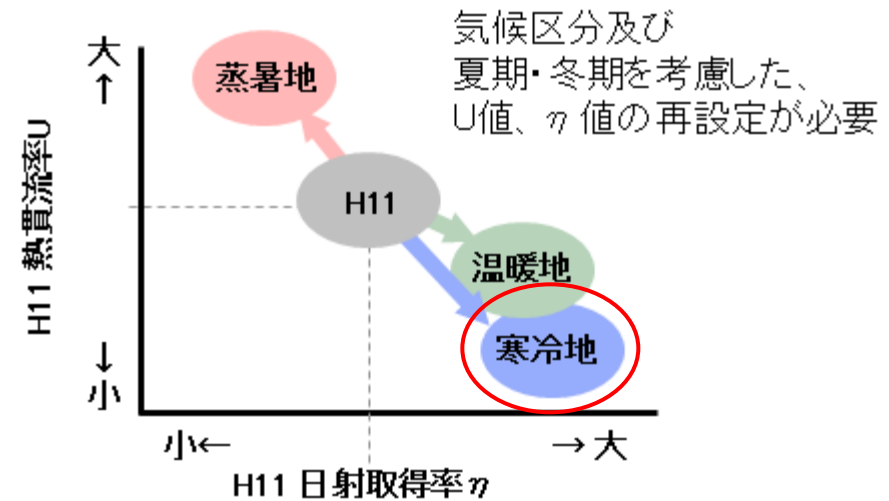 気候区分及び
夏期・冬期を考慮した、
U値、η値の再設定が必要
大
↑
蒸暑地
H11 熱貫流率U
H11
温暖地
寒冷地
↓
小
小←
→大
H11 日射取得率η